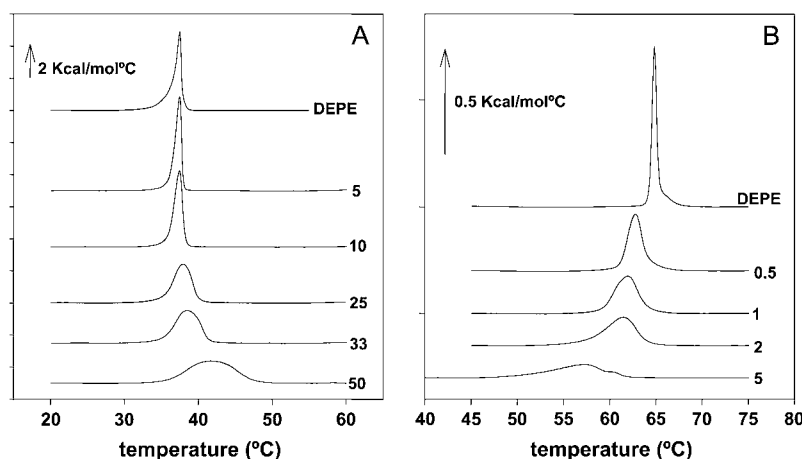 A
2 Kcal/molºC
DEPE
5
10
25
33
50
20 30 40 50 60
temperature (ºC)
B
0.5 Kcal/molºC
DEPE
0.5
1
2
5
40 45 50 55 60 65 70 75 80
temperature (ºC)